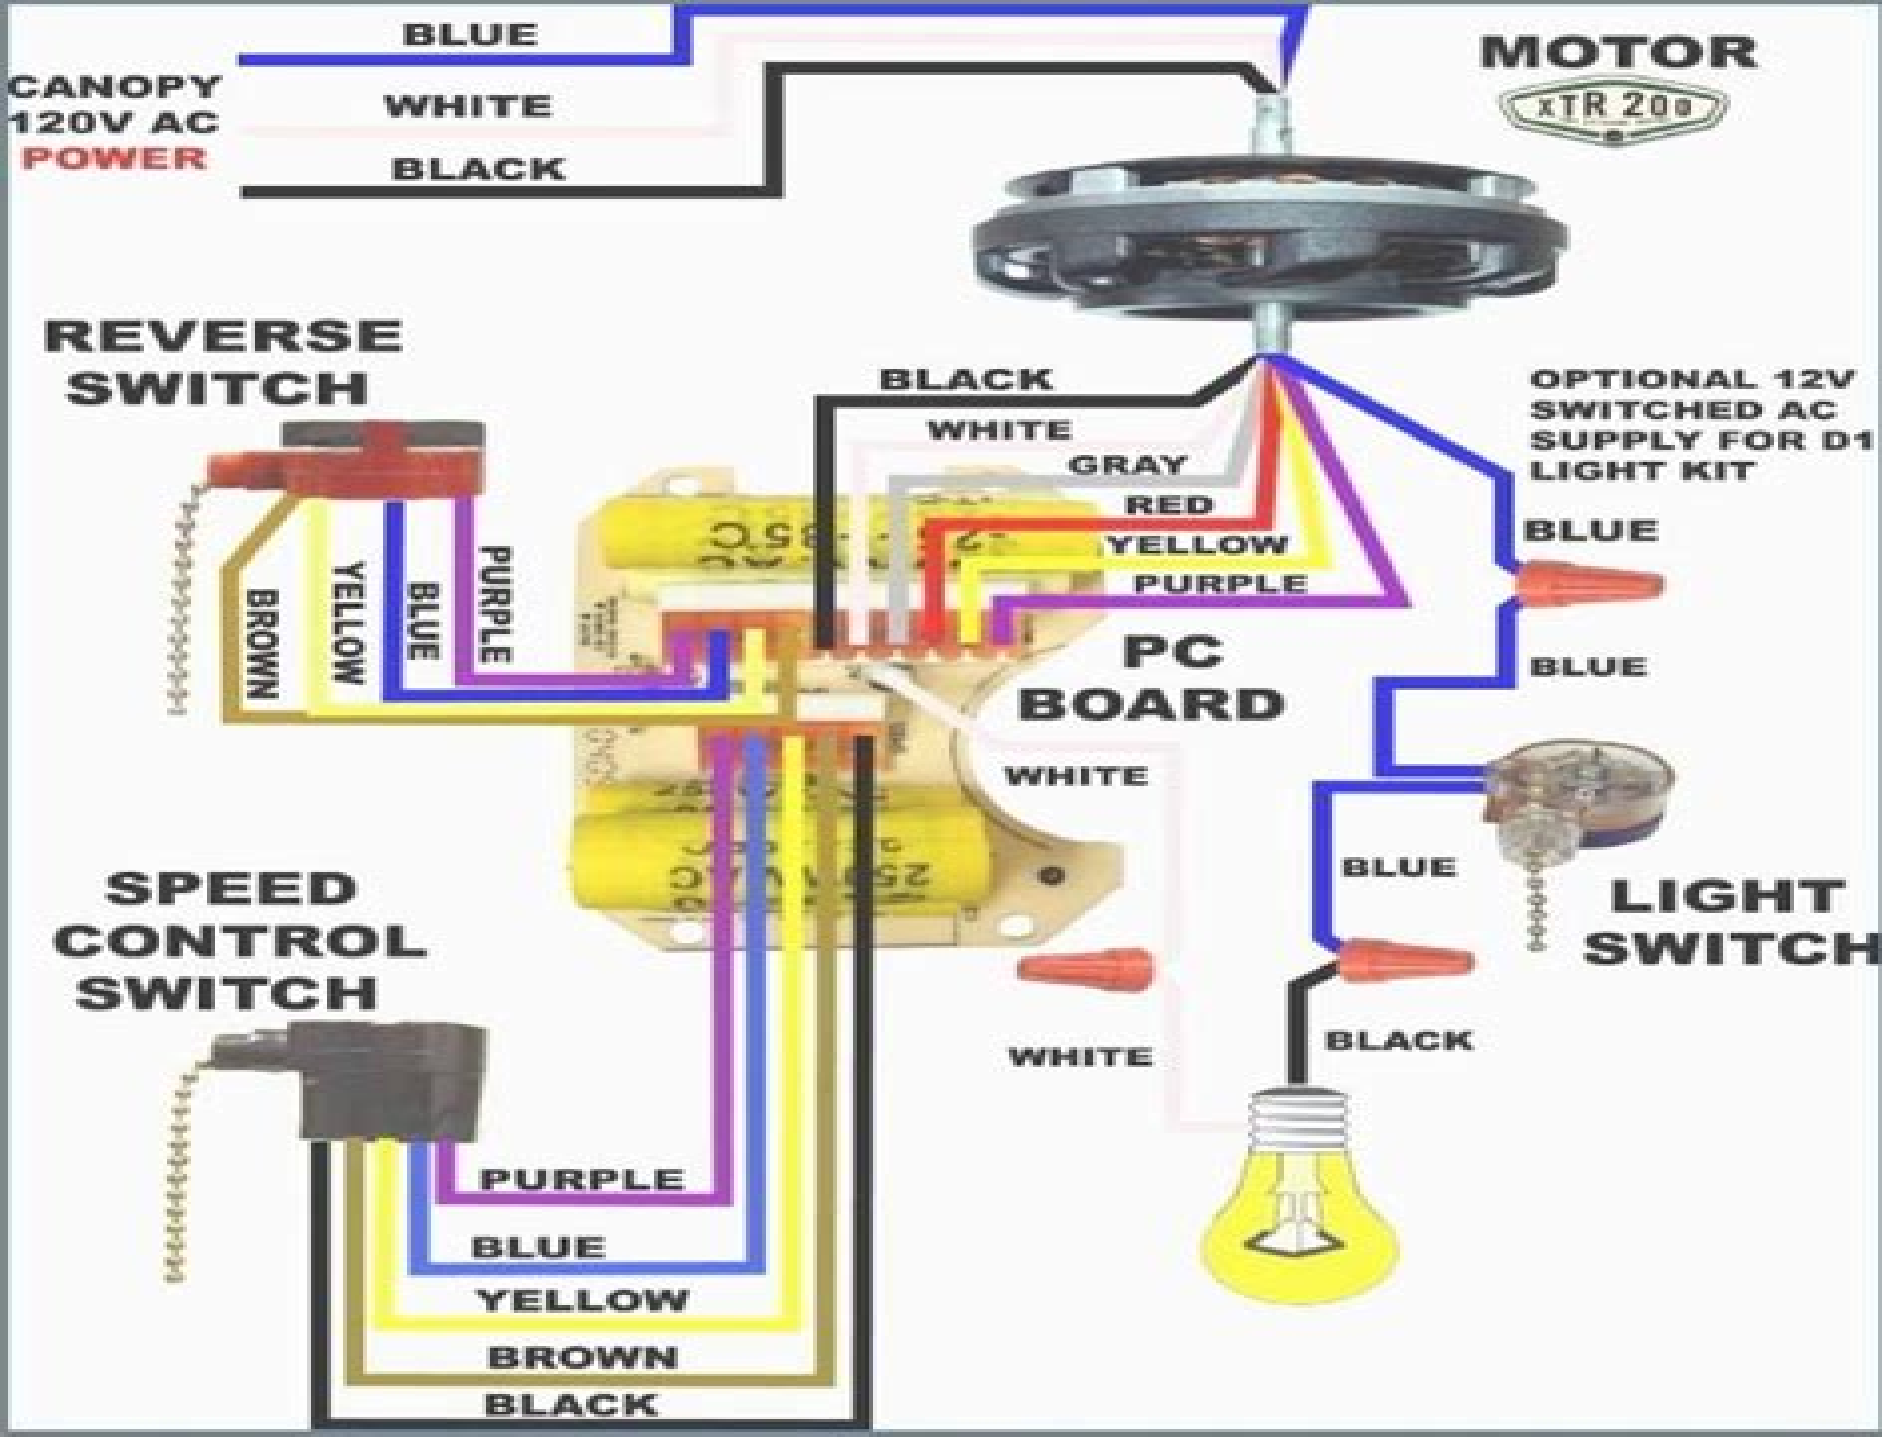 BLUE
CANOPY
120V AC
POWER
WHITE
BLACK
MOTOR
XTR 200
REVERSE
SWITCH
BLACK
WHITE
GRAY
RED
YELLOW
PURPLE
OPTIONAL 12V
SWITCHED AC
SUPPLY FOR D1
LIGHT KIT
BLUE
BROWN
YELLOW
BLUE
PURPLE
PC
BOARD
BLUE
WHITE
BLUE
LIGHT
SWITCH
SPEED
CONTROL
SWITCH
WHITE
BLACK
PURPLE
BLUE
YELLOW
BROWN
BLACK